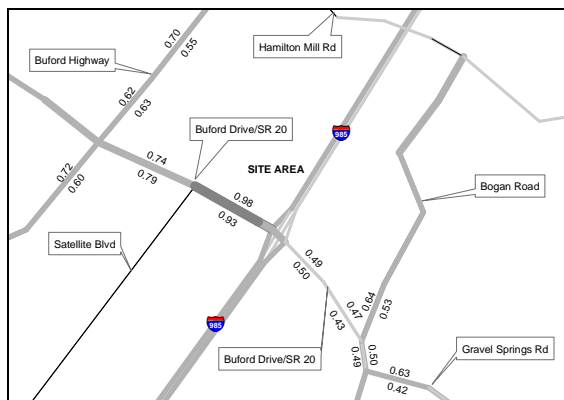 Hamilton Mill Rd
0.70
0.55
Buford Highway
0.62
0.63
Buford Drive/SR 20
985
0.74
0.79
SITE AREA
0.72
0.60
0.98
0.93
Bogan Road
Satellite Blvd
0.49
0.50
0.64
0.53
0.47
0.43
985
Buford Drive/SR 20
0.50
0.49
Gravel Springs Rd
0.63
0.42